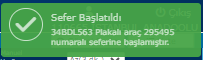 Sefer Başlatıldı
34BDL563 Plakalı araç 295495
numaralı seferine başlamıştır.